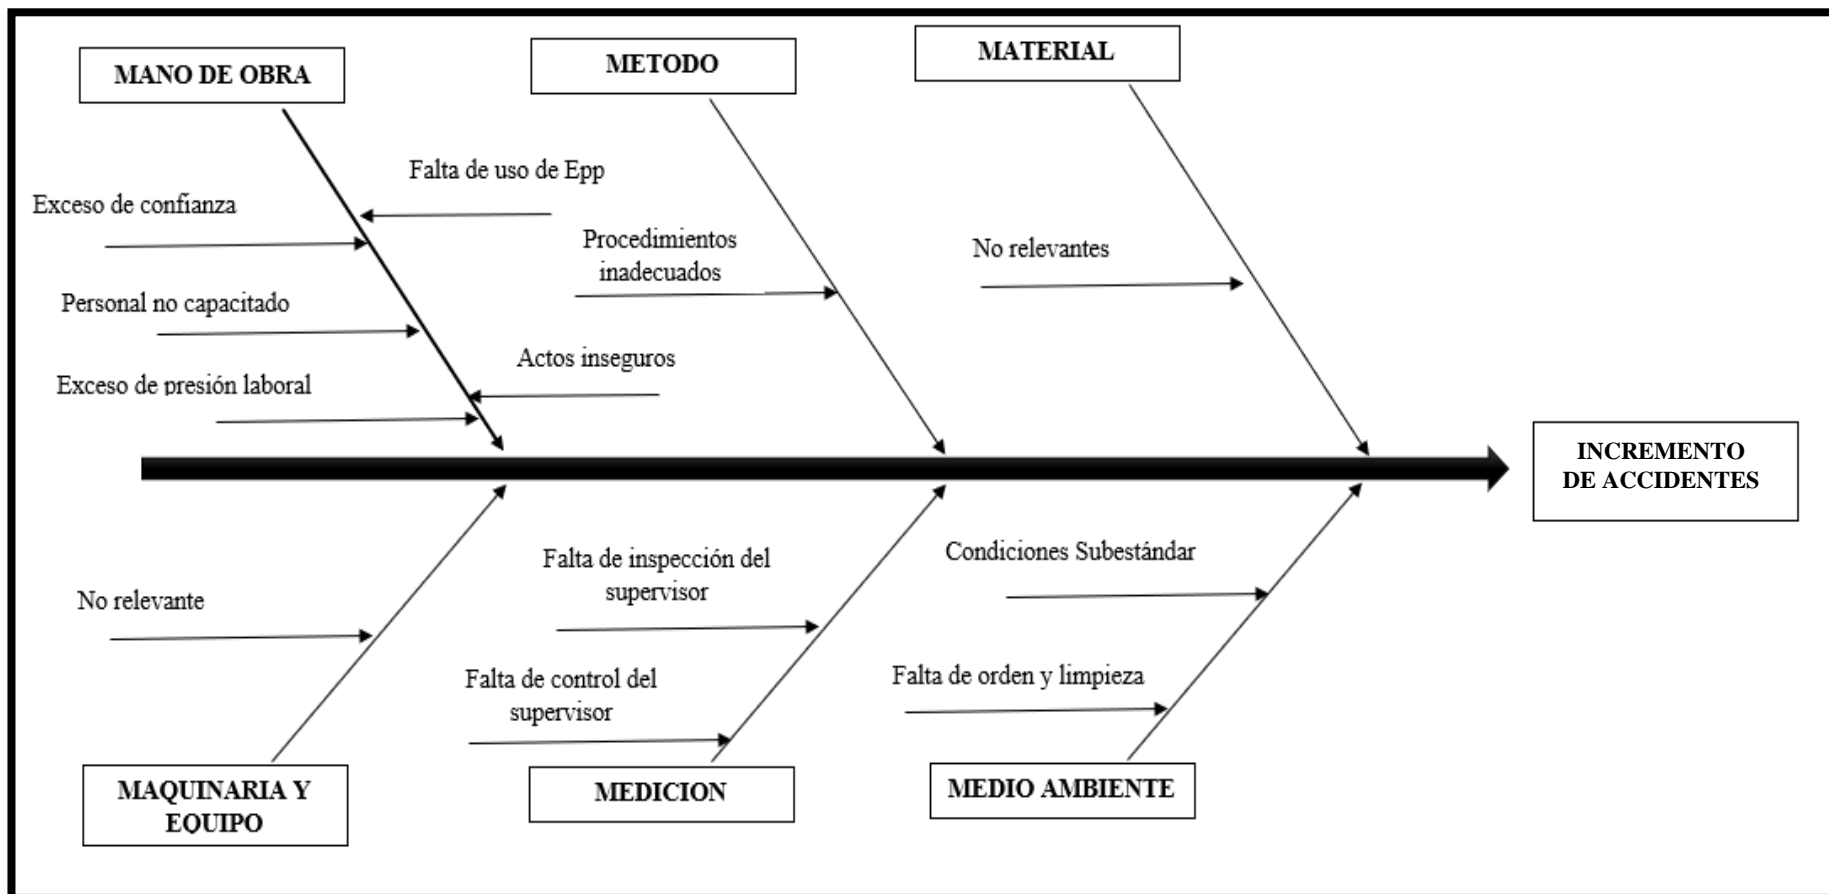 MANO DE OBRA
METODO
MATERIAL
Falta de uso de Epp
Exceso de confianza
Procedimientos
inadecuados
No relevantes
Personal no capacitado
Actos inseguros
Exceso de presión laboral
INCREMENTO
DE ACCIDENTES
Falta de inspección del
supervisor
Condiciones Subestándar
No relevante
Falta de control del
supervisor
Falta de orden y limpieza
MAQUINARIA Y
EQUIPO
MEDICION
MEDIO AMBIENTE